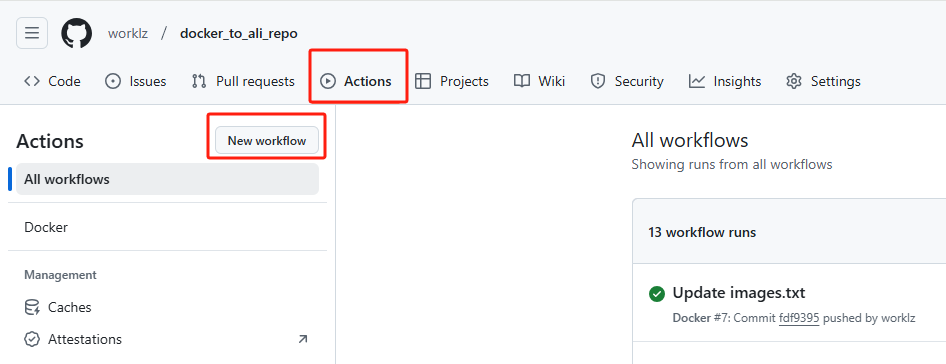 worklz / docker_to_ali_repo
Code Issues Pull requests Actions Projects Wiki Security Insights Settings
Actions New workflow
All workflows
Docker
Management
Caches
Attestations
All workflows
Showing runs from all workflows
13 workflow runs
Update images.txt
Docker #7: Commit fdf9395 pushed by worklz